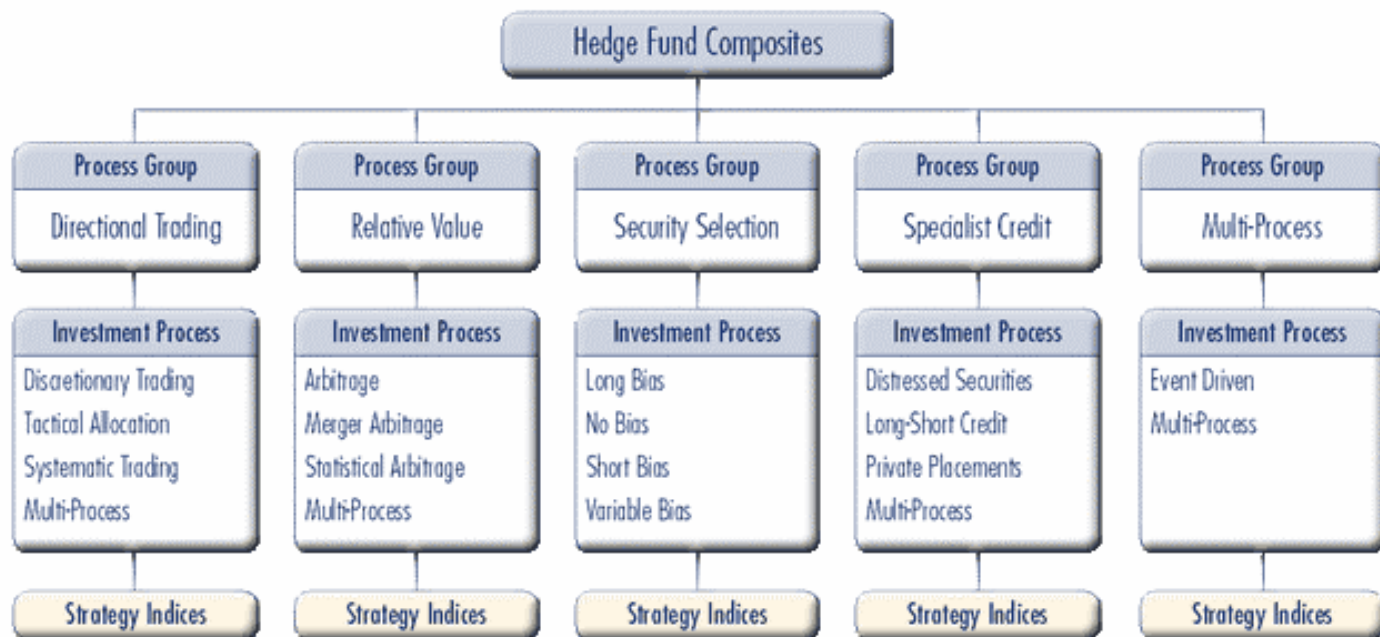 Hedge Fund Composites
Process Group
Directional Trading
Process Group
Relative Value
Process Group
Security Selection
Process Group
Specialist Credit
Process Group
Multi-Process
Investment Process
Discretionary Trading
Tactical Allocation
Systematic Trading
Multi-Process
Investment Process
Arbitrage
Merger Arbitrage
Statistical Arbitrage
Multi-Process
Investment Process
Long Bias
No Bias
Short Bias
Variable Bias
Investment Process
Distressed Securities
Long-Short Credit
Private Placements
Multi-Process
Investment Process
Event Driven
Multi-Process
Strategy Indices
Strategy Indices
Strategy Indices
Strategy Indices
Strategy Indices